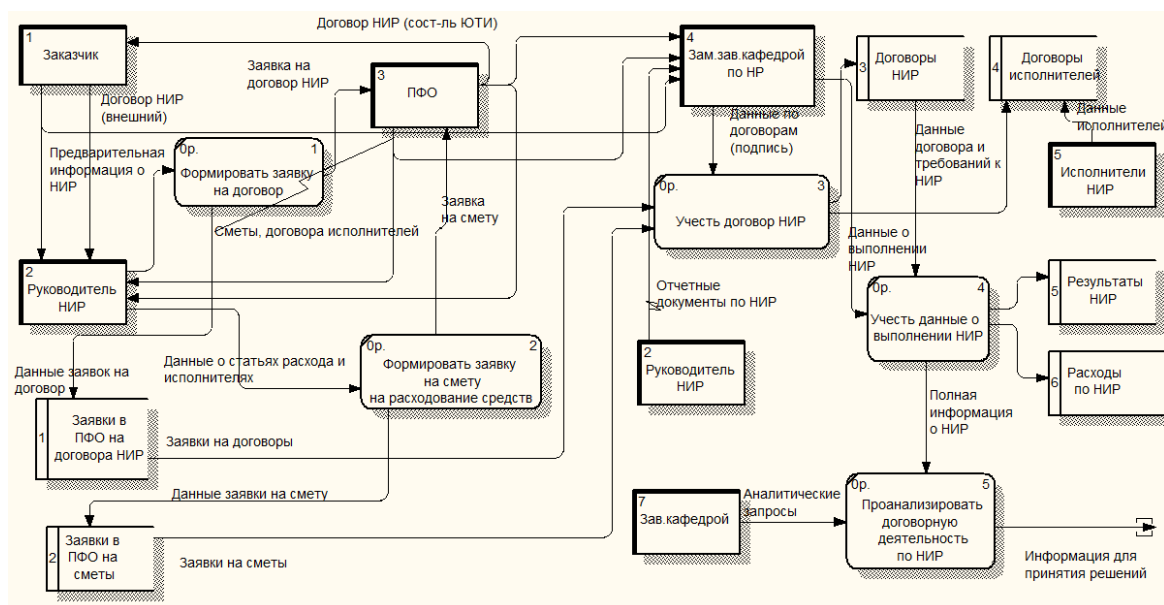 Договор НИР (сост-ль ЮТИ)
1
Заказчик
Заявка на
договор НИР
3
ПФО
4
Зам.зав.кафедрой
по НР
3
Договоры
НИР
4
Договоры
исполнителей
Договор НИР
(внешний)
Данные по
договорам
(подпись)
Данные
исполнителей
Данные
договора и
требований к
НИР
Предварительная
информация о
НИР
0р.
1
Формировать заявку
на договор
5
Исполнители
НИР
0р.
3
Учесть договор НИР
Заявка
на смету
Сметы, договора исполнителей
Данные о
выполнении
НИР
2
Руководитель
НИР
Отчетные
документы по НИР
0р.
4
Учесть данные о
выполнении НИР
5
Результаты
НИР
0р.
2
Формировать заявку
на смету
на расходование средств
Данные о статьях расхода и
исполнителях
2
Руководитель
НИР
6
Расходы
по НИР
Данные заявок на
договор
1
Заявки в
ПФО на
договора НИР
Заявки на договоры
Полная
информация
о НИР
Данные заявки на смету
7
Зав.кафедрой
Аналитические
запросы
0р.
5
Проанализировать
договорную
деятельность
по НИР
2
Заявки в
ПФО на
сметы
Заявки на сметы
Информация для
принятия решений